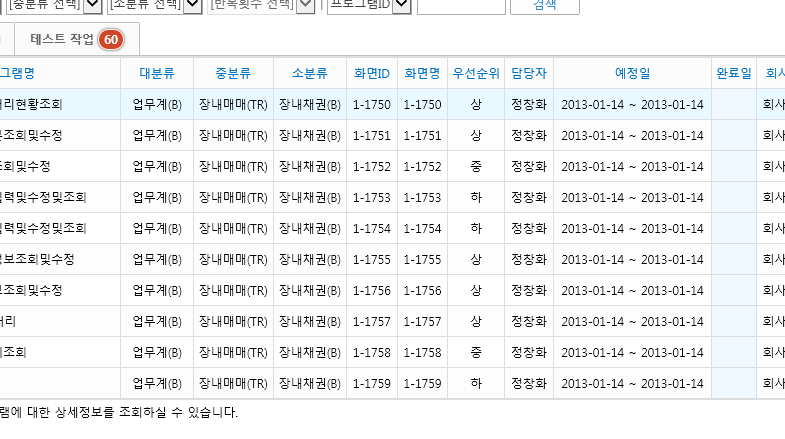 [중분류 선택] [소분류 선택] [반복횟수 선택] | 프로그램ID 검색
테스트 작업 60
그램명 대분류 중분류 소분류 화면ID 화면명 우선순위 담당자 예정일 완료일 회사
리현황조회 업무계(B) 장내매매(TR) 장내채권(B) 1-1750 1-1750 상 정창화 2013-01-14 ~ 2013-01-14 회사
조회및수정 업무계(B) 장내매매(TR) 장내채권(B) 1-1751 1-1751 상 정창화 2013-01-14 ~ 2013-01-14 회사
조회및수정 업무계(B) 장내매매(TR) 장내채권(B) 1-1752 1-1752 중 정창화 2013-01-14 ~ 2013-01-14 회사
력및수정및조회 업무계(B) 장내매매(TR) 장내채권(B) 1-1753 1-1753 하 정창화 2013-01-14 ~ 2013-01-14 회사
력및수정및조회 업무계(B) 장내매매(TR) 장내채권(B) 1-1754 1-1754 하 정창화 2013-01-14 ~ 2013-01-14 회사
정보조회및수정 업무계(B) 장내매매(TR) 장내채권(B) 1-1755 1-1755 상 정창화 2013-01-14 ~ 2013-01-14 회사
조회및수정 업무계(B) 장내매매(TR) 장내채권(B) 1-1756 1-1756 상 정창화 2013-01-14 ~ 2013-01-14 회사
처리 업무계(B) 장내매매(TR) 장내채권(B) 1-1757 1-1757 상 정창화 2013-01-14 ~ 2013-01-14 회사
조회 업무계(B) 장내매매(TR) 장내채권(B) 1-1758 1-1758 중 정창화 2013-01-14 ~ 2013-01-14 회사
업무계(B) 장내매매(TR) 장내채권(B) 1-1759 1-1759 하 정창화 2013-01-14 ~ 2013-01-14 회사
램에 대한 상세정보를 조회하실 수 있습니다.